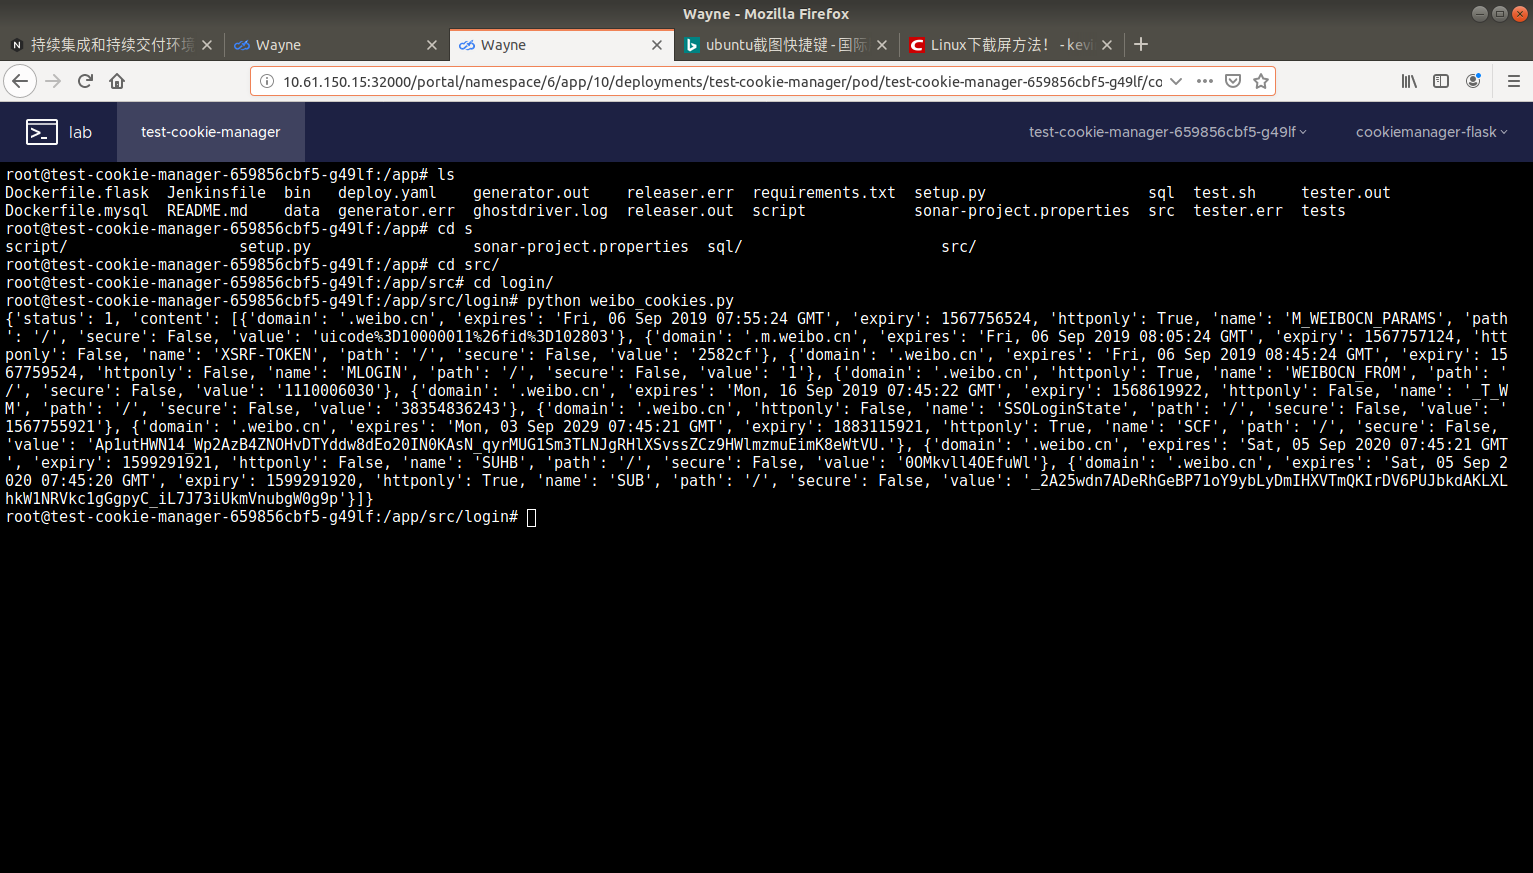 Wayne - Mozilla Firefox
持续集成和持续交付环境
Wayne
Wayne
ubuntu截图快捷键 - 国际
Linux下截屏方法！ - kevi
10.61.150.15:32000/portal/namespace/6/app/10/deployments/test-cookie-manager/pod/test-cookie-manager-659856cbf5-g49lf/co
lab
test-cookie-manager
test-cookie-manager-659856cbf5-g49lf
cookiemanager-flask
root@test-cookie-manager-659856cbf5-g49lf:/app# ls
Dockerfile.flask  Jenkinsfile  bin   deploy.yaml    generator.out    releaser.err  requirements.txt  setup.py                  sql  test.sh     tester.out
Dockerfile.mysql  README.md    data  generator.err  ghostdriver.log  releaser.out  script            sonar-project.properties  src  tester.err  tests
root@test-cookie-manager-659856cbf5-g49lf:/app# cd s
script/                   setup.py                  sonar-project.properties  sql/                      src/
root@test-cookie-manager-659856cbf5-g49lf:/app# cd src/
root@test-cookie-manager-659856cbf5-g49lf:/app/src# cd login/
root@test-cookie-manager-659856cbf5-g49lf:/app/src/login# python weibo_cookies.py
{'status': 1, 'content': [{'domain': '.weibo.cn', 'expires': 'Fri, 06 Sep 2019 07:55:24 GMT', 'expiry': 1567756524, 'httponly': True, 'name': 'M_WEIBOCN_PARAMS', 'path
': '/', 'secure': False, 'value': 'uicode%3D10000011%26fid%3D102803'}, {'domain': '.m.weibo.cn', 'expires': 'Fri, 06 Sep 2019 08:05:24 GMT', 'expiry': 1567757124, 'htt
ponly': False, 'name': 'XSRF-TOKEN', 'path': '/', 'secure': False, 'value': '2582cf'}, {'domain': '.weibo.cn', 'expires': 'Fri, 06 Sep 2019 08:45:24 GMT', 'expiry': 15
67759524, 'httponly': False, 'name': 'MLOGIN', 'path': '/', 'secure': False, 'value': '1'}, {'domain': '.weibo.cn', 'httponly': True, 'name': 'WEIBOCN_FROM', 'path': '
/', 'secure': False, 'value': '1110006030'}, {'domain': '.weibo.cn', 'expires': 'Mon, 16 Sep 2019 07:45:22 GMT', 'expiry': 1568619922, 'httponly': False, 'name': '_T_W
M', 'path': '/', 'secure': False, 'value': '38354836243'}, {'domain': '.weibo.cn', 'httponly': False, 'name': 'SSOLoginState', 'path': '/', 'secure': False, 'value': '
1567755921'}, {'domain': '.weibo.cn', 'expires': 'Mon, 03 Sep 2029 07:45:21 GMT', 'expiry': 1883115921, 'httponly': True, 'name': 'SCF', 'path': '/', 'secure': False,
'value': 'Ap1utHWN14_Wp2AzB4ZNOHvDTYddw8dEo20IN0KAsN_qyrMUG1Sm3TLNJgRHlXSvssZCz9HWlmzmuEimK8eWtVU.'}, {'domain': '.weibo.cn', 'expires': 'Sat, 05 Sep 2020 07:45:21 GMT
', 'expiry': 1599291921, 'httponly': False, 'name': 'SUHB', 'path': '/', 'secure': False, 'value': '0OMkvll4OEfuWl'}, {'domain': '.weibo.cn', 'expires': 'Sat, 05 Sep 2
020 07:45:20 GMT', 'expiry': 1599291920, 'httponly': True, 'name': 'SUB', 'path': '/', 'secure': False, 'value': '_2A25wdn7ADeRhGeBP71oY9ybLyDmIHXVTmQKIrDV6PUJbkdAKLXL
hkW1NRVkc1gGgpyC_iL7J73iUkmVnubgW0g9p'}]}
root@test-cookie-manager-659856cbf5-g49lf:/app/src/login#